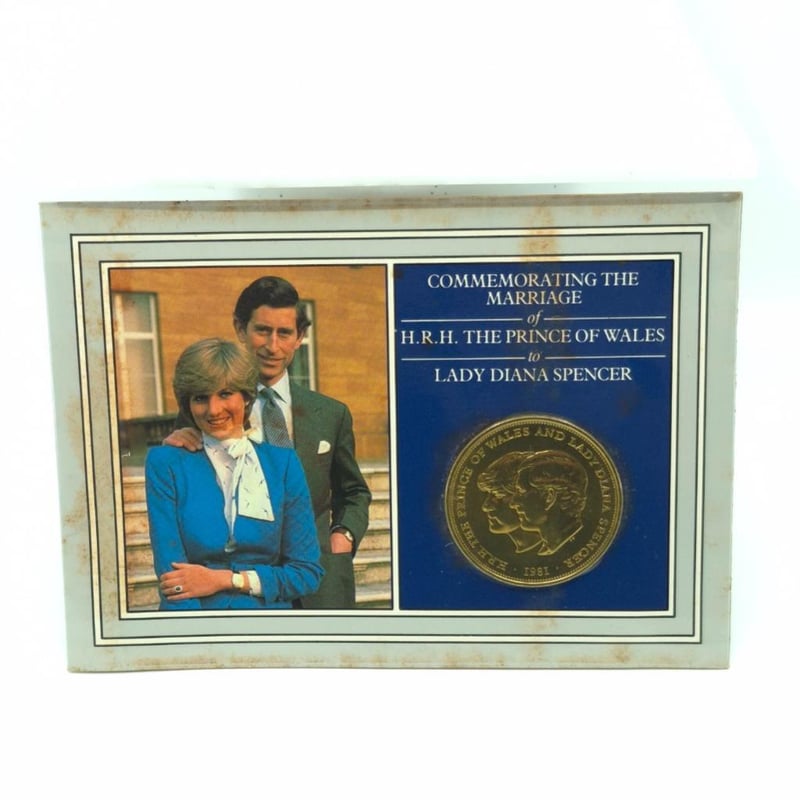 COMMEMORATING THE
MARRIAGE
of
H.R.H. THE PRINCE OF WALES
to
LADY DIANA SPENCER
H.R.H. THE PRINCE OF WALES AND LADY DIANA SPENCER
· 1981 ·